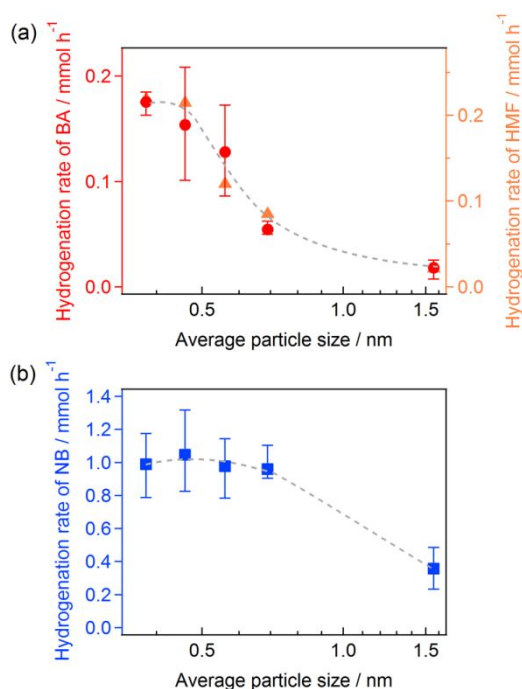 (a)
Hydrogenation rate of BA / mmol h⁻¹
0.2
0.1
0.0
Hydrogenation rate of HMF / mmol h⁻¹
0.2
0.1
0.0
0.5
1.0
1.5
Average particle size / nm
(b)
Hydrogenation rate of NB / mmol h⁻¹
1.4
1.2
1.0
0.8
0.6
0.4
0.2
0.0
0.5
1.0
1.5
Average particle size / nm